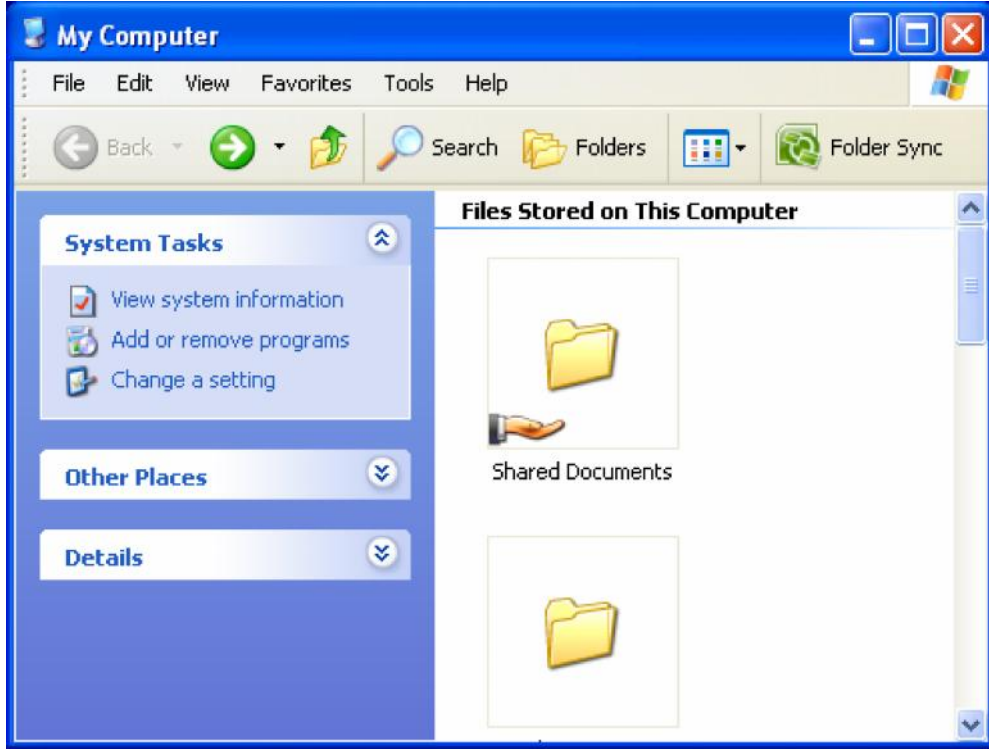 My Computer
File Edit View Favorites Tools Help
Back Search Folders Folder Sync
System Tasks
View system information
Add or remove programs
Change a setting
Other Places
Details
Files Stored on This Computer
Shared Documents